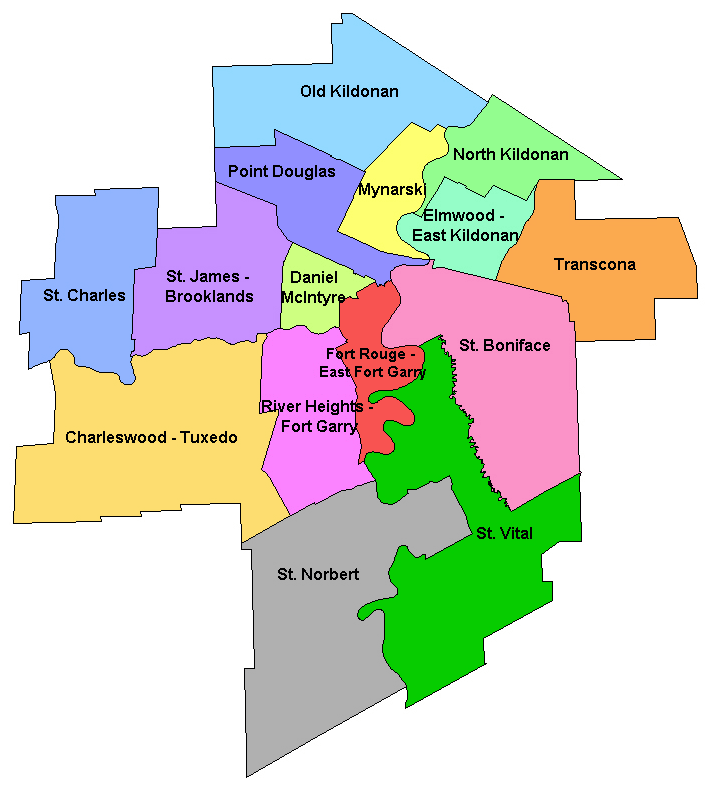 Old Kildonan
North Kildonan
Point Douglas
Mynarski
Elmwood -
East Kildonan
Transcona
St. Charles
St. James -
Brooklands
Daniel
McIntyre
St. Boniface
Fort Rouge -
East Fort Garry
River Heights -
Fort Garry
Charleswood - Tuxedo
St. Vital
St. Norbert